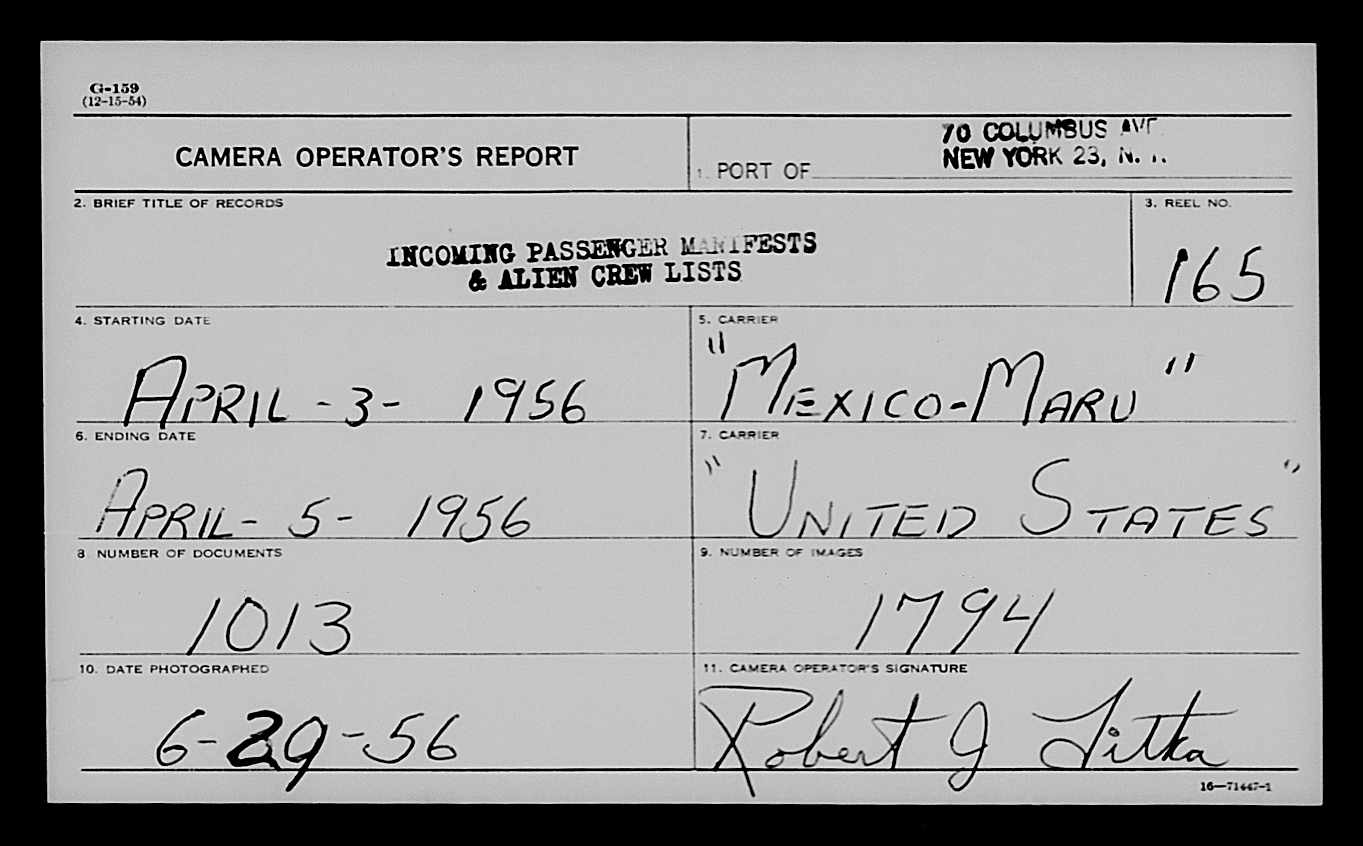 G-159
(12-15-54)
CAMERA OPERATOR'S REPORT
1. PORT OF
70 COLUMBUS AVE.
NEW YORK 23, N. Y.
2. BRIEF TITLE OF RECORDS
3. REEL NO.
INCOMING PASSENGER MANIFESTS
& ALIEN CREW LISTS
165
4. STARTING DATE
5. CARRIER
APRIL - 3 - 1956
"MEXICO-MARU"
6. ENDING DATE
7. CARRIER
APRIL - 5 - 1956
"UNITED STATES"
8. NUMBER OF DOCUMENTS
9. NUMBER OF IMAGES
1013
1794
10. DATE PHOTOGRAPHED
11. CAMERA OPERATOR'S SIGNATURE
6-29-56
Robert J
16—71447-1